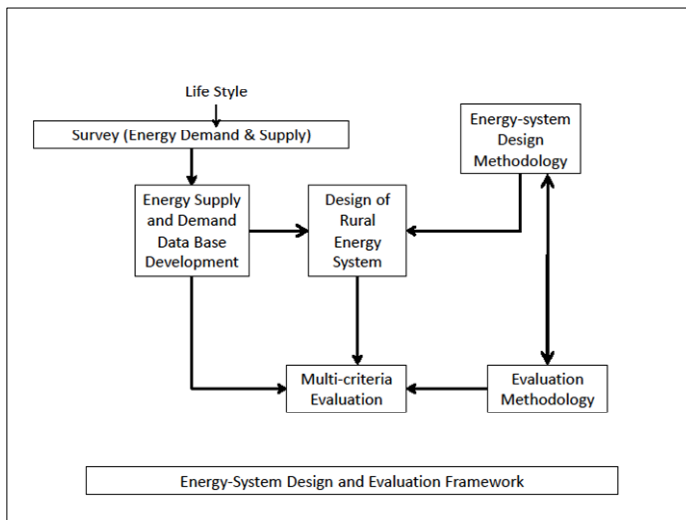 Life Style
Survey (Energy Demand & Supply)
Energy-system
Design
Methodology
Energy Supply
and Demand
Data Base
Development
Design of
Rural
Energy
System
Multi-criteria
Evaluation
Evaluation
Methodology
Energy-System Design and Evaluation Framework